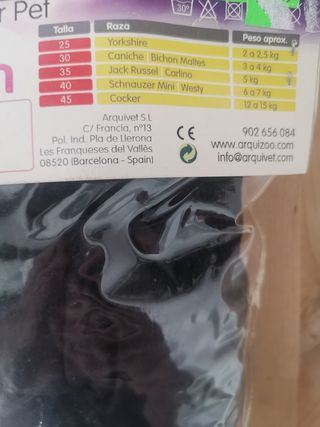 r Pet
30°
Talla Raza Peso aprox.
25 Yorkshire 2 a 2,5 kg
30 Caniche Bichon Maltes 3 a 4 kg
35 Jack Russel Carlino 5 kg
40 Schnauzer Mini Westy 6 a 7 kg
45 Cocker 12 a 15 kg
Arquivet S.L
C/ Francia, nº13
Pol. Ind. Pla de Llerona
Les Franqueses del Vallès
08520 (Barcelona - Spain)
CE
902 656 084
www.arquizoo.com
info@arquivet.com